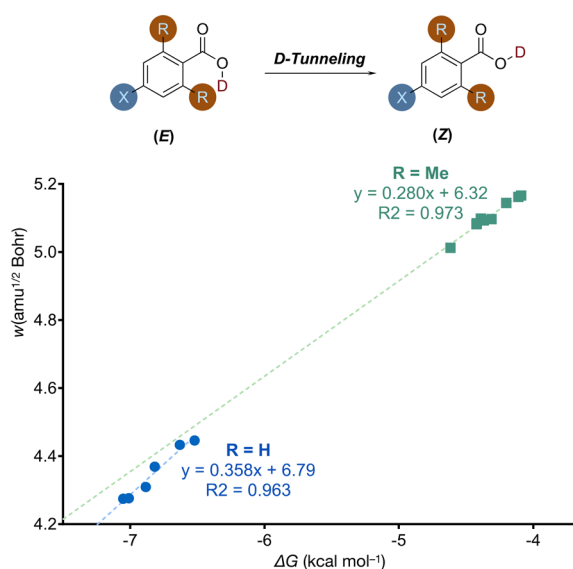 R O R O
O O D
D-Tunneling
X D R X R
(E) (Z)
R = Me
y = 0.280x + 6.32
R2 = 0.973
R = H
y = 0.358x + 6.79
R2 = 0.963
w(amu1/2 Bohr)
5.2
5.0
4.8
4.6
4.4
4.2
-7 -6 -5 -4
ΔG (kcal mol–1)